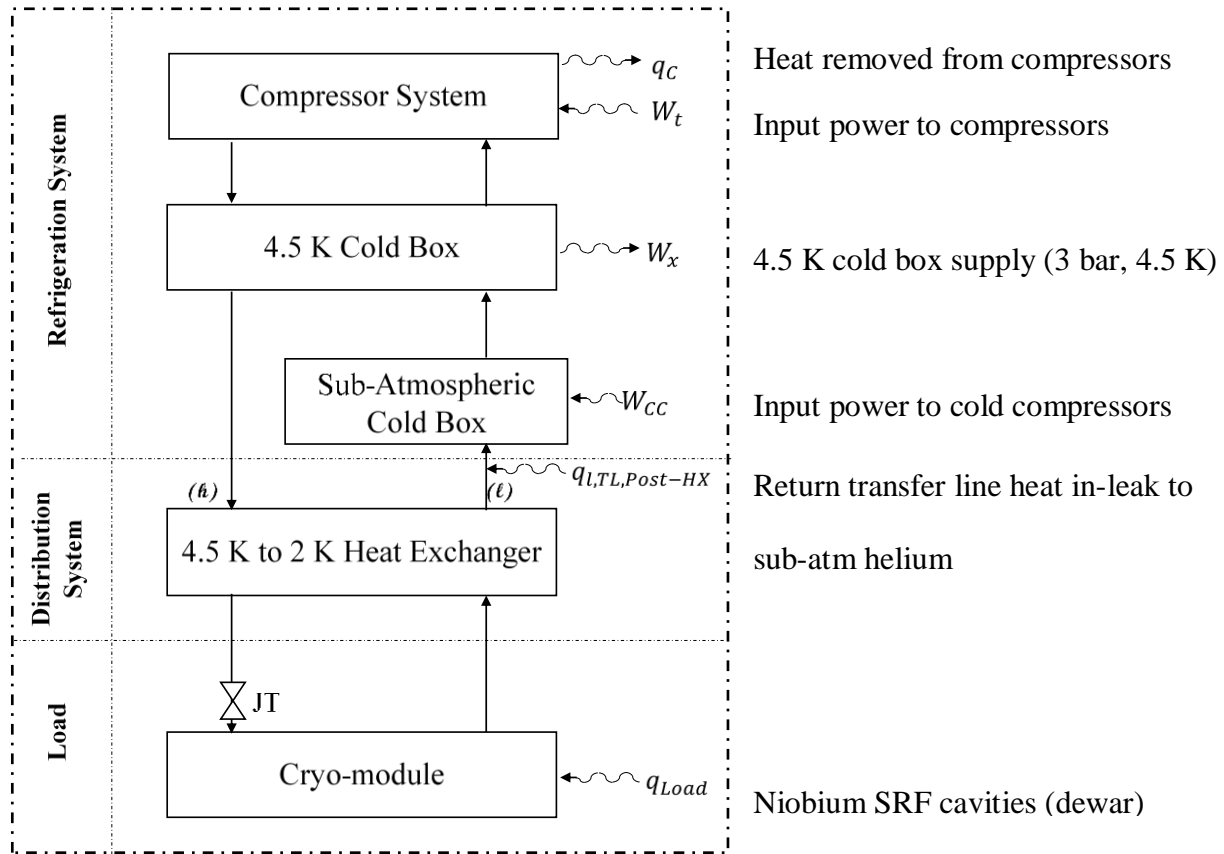 Refrigeration System
Compressor System
q_C
Heat removed from compressors
W_t
Input power to compressors
4.5 K Cold Box
W_x
4.5 K cold box supply (3 bar, 4.5 K)
Sub-Atmospheric
Cold Box
W_CC
Input power to cold compressors
Distribution
System
q_l,TL,Post−HX
Return transfer line heat in-leak to
sub-atm helium
(h)
(ℓ)
4.5 K to 2 K Heat Exchanger
Load
JT
Cryo-module
q_Load
Niobium SRF cavities (dewar)